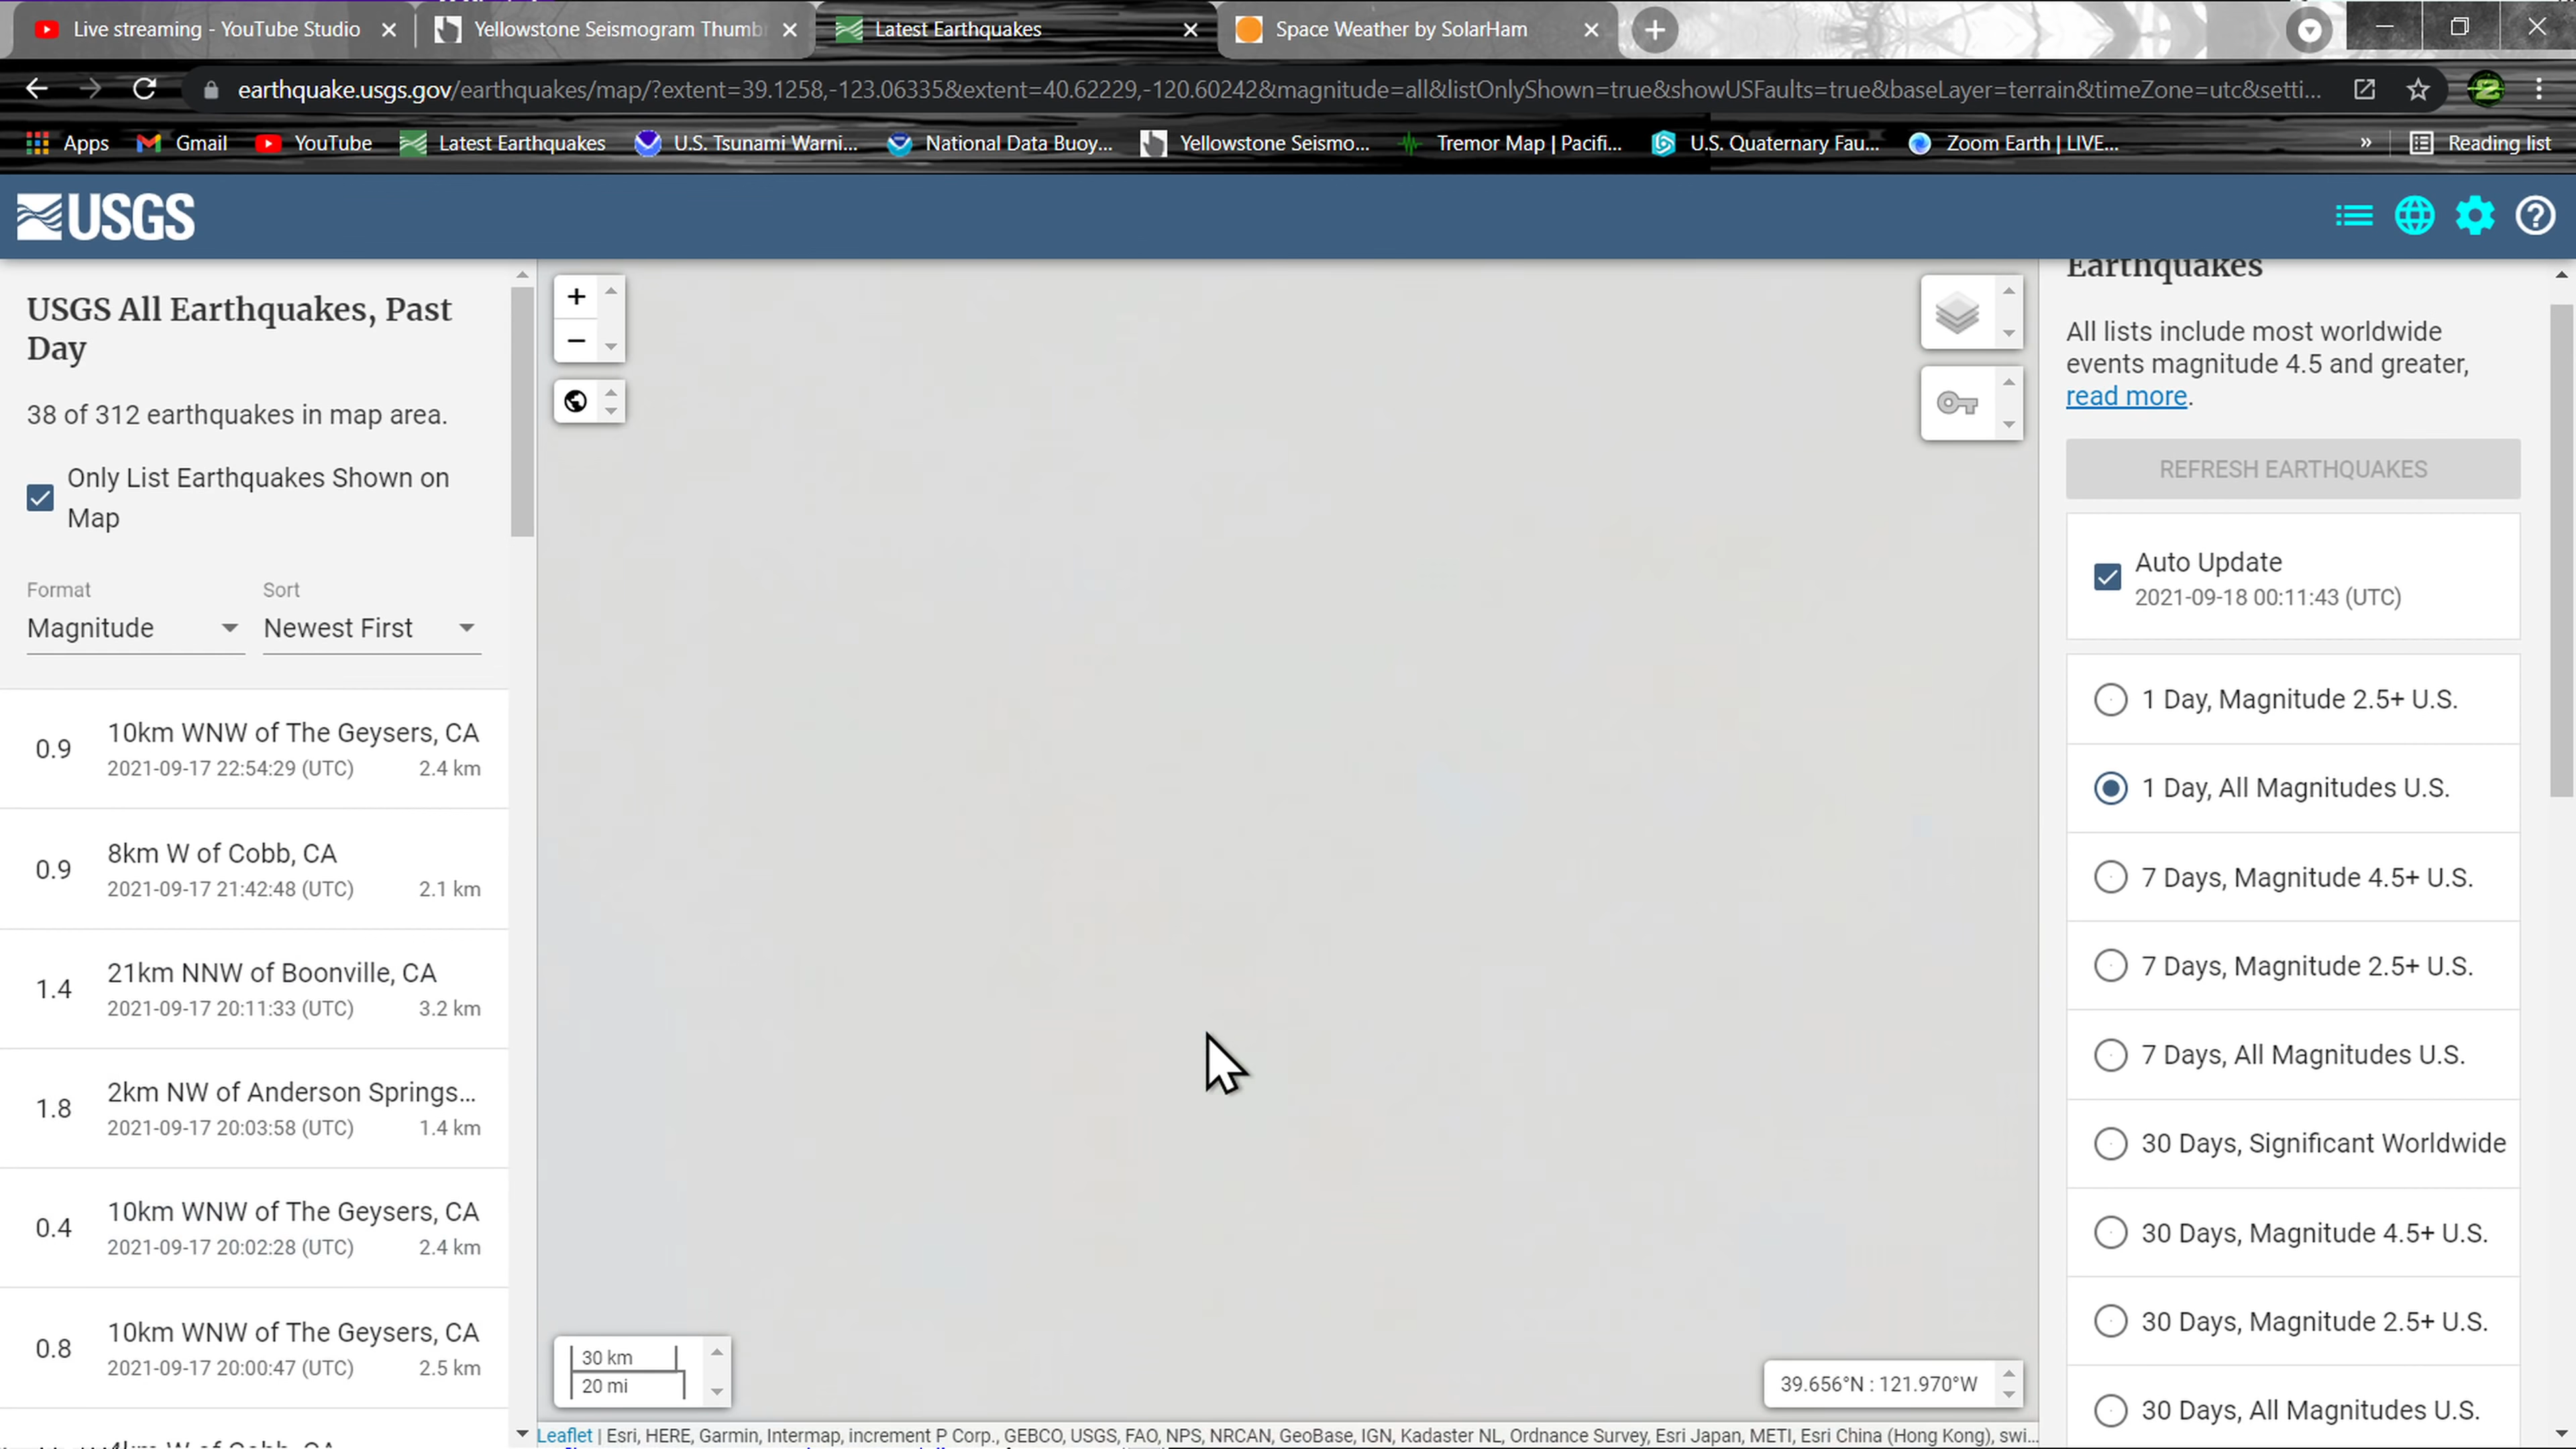 Live streaming - YouTube Studio
Yellowstone Seismogram Thumb
Latest Earthquakes
Space Weather by SolarHam
earthquake.usgs.gov/earthquakes/map/?extent=39.1258,-123.06335&extent=40.62229,-120.60242&magnitude=all&listOnlyShown=true&showUSFaults=true&baseLayer=terrain&timeZone=utc&setti...
Apps
Gmail
YouTube
Latest Earthquakes
U.S. Tsunami Warni...
National Data Buoy...
Yellowstone Seismo...
Tremor Map | Pacifi...
U.S. Quaternary Fau...
Zoom Earth | LIVE...
»
Reading list
USGS
USGS All Earthquakes, Past
Day
38 of 312 earthquakes in map area.
Only List Earthquakes Shown on
Map
Format
Sort
Magnitude
Newest First
0.9
10km WNW of The Geysers, CA
2021-09-17 22:54:29 (UTC) 2.4 km
0.9
8km W of Cobb, CA
2021-09-17 21:42:48 (UTC) 2.1 km
1.4
21km NNW of Boonville, CA
2021-09-17 20:11:33 (UTC) 3.2 km
1.8
2km NW of Anderson Springs...
2021-09-17 20:03:58 (UTC) 1.4 km
0.4
10km WNW of The Geysers, CA
2021-09-17 20:02:28 (UTC) 2.4 km
0.8
10km WNW of The Geysers, CA
2021-09-17 20:00:47 (UTC) 2.5 km
+
−
30 km
20 mi
39.656°N : 121.970°W
Leaflet | Esri, HERE, Garmin, Intermap, increment P Corp., GEBCO, USGS, FAO, NPS, NRCAN, GeoBase, IGN, Kadaster NL, Ordnance Survey, Esri Japan, METI, Esri China (Hong Kong), swi...
Earthquakes
All lists include most worldwide
events magnitude 4.5 and greater,
read more.
REFRESH EARTHQUAKES
Auto Update
2021-09-18 00:11:43 (UTC)
1 Day, Magnitude 2.5+ U.S.
1 Day, All Magnitudes U.S.
7 Days, Magnitude 4.5+ U.S.
7 Days, Magnitude 2.5+ U.S.
7 Days, All Magnitudes U.S.
30 Days, Significant Worldwide
30 Days, Magnitude 4.5+ U.S.
30 Days, Magnitude 2.5+ U.S.
30 Days, All Magnitudes U.S.